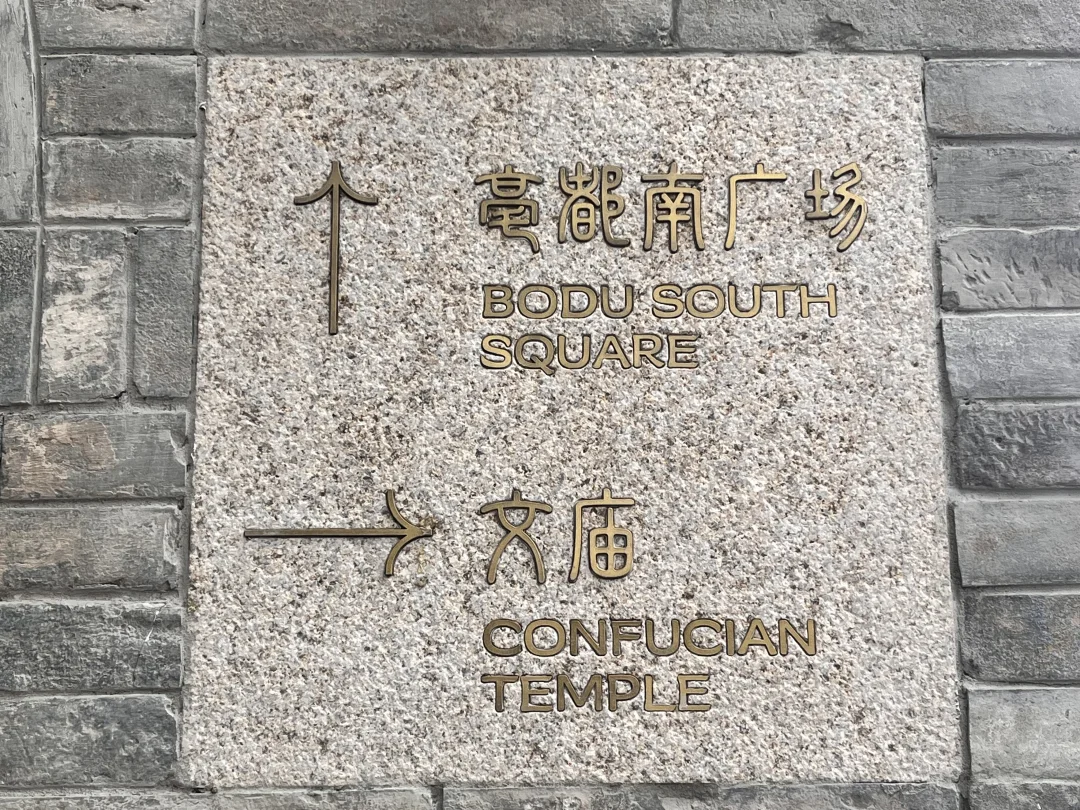 亳都南广场
BODU SOUTH
SQUARE
文庙
CONFUCIAN
TEMPLE